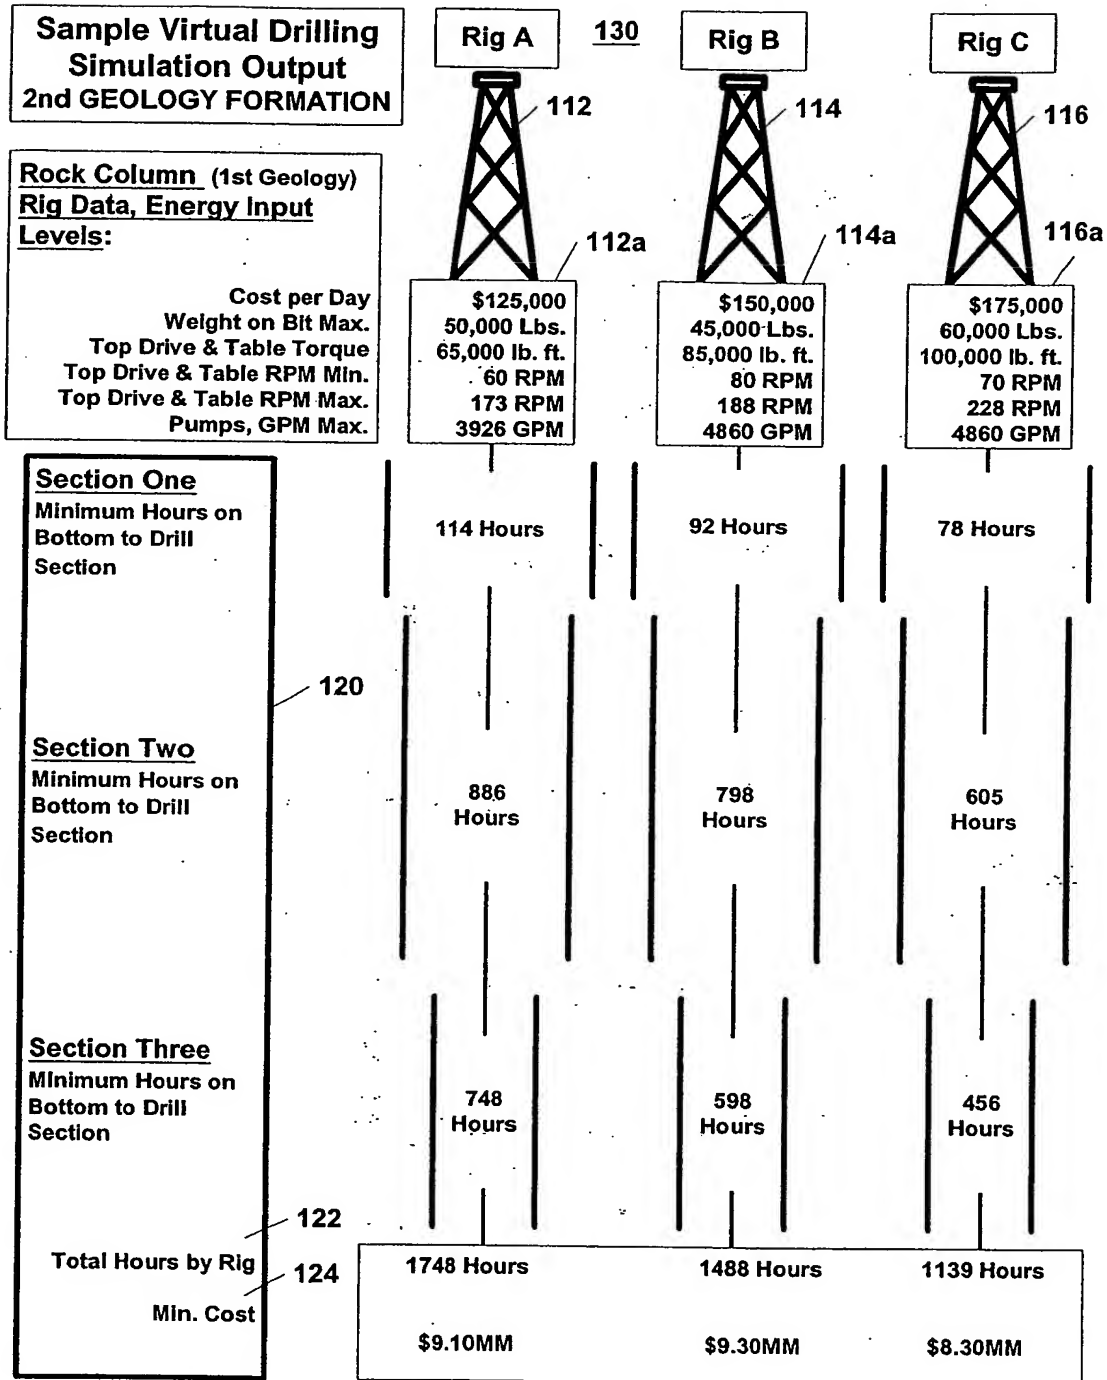 Sample Virtual Drilling
Simulation Output
2nd GEOLOGY FORMATION
Rig A
130
Rig B
Rig C
112
114
116
Rock Column (1st Geology)
Rig Data, Energy Input
Levels:
112a
114a
116a
Cost per Day
Weight on Bit Max.
Top Drive & Table Torque
Top Drive & Table RPM Min.
Top Drive & Table RPM Max.
Pumps, GPM Max.
$125,000
50,000 Lbs.
65,000 lb. ft.
60 RPM
173 RPM
3926 GPM
$150,000
45,000 Lbs.
85,000 lb. ft.
80 RPM
188 RPM
4860 GPM
$175,000
60,000 Lbs.
100,000 lb. ft.
70 RPM
228 RPM
4860 GPM
Section One
Minimum Hours on
Bottom to Drill
Section
114 Hours
92 Hours
78 Hours
120
Section Two
Minimum Hours on
Bottom to Drill
Section
886
Hours
798
Hours
605
Hours
Section Three
Minimum Hours on
Bottom to Drill
Section
748
Hours
598
Hours
456
Hours
122
Total Hours by Rig
1748 Hours
1488 Hours
1139 Hours
124
Min. Cost
$9.10MM
$9.30MM
$8.30MM